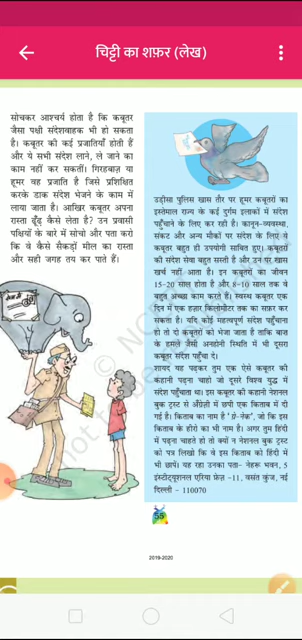 चिट्टी का शफ़र (लेख)
सोचकर आश्चर्य होता है कि कबूतर
जैसा पक्षी संदेशवाहक भी हो सकता
है। कबूतर की कई प्रजातियाँ होती हैं
और ये सभी संदेश लाने, ले जाने का
काम नहीं कर सकतीं। गिरहबाज़ या
हूमर वह प्रजाति है जिसे प्रशिक्षित
करके डाक संदेश भेजने के काम में
लाया जाता है। आखिर कबूतर अपना
रास्ता ढूँढ़ कैसे लेता है? उन प्रवासी
पक्षियों के बारे में सोचो और पता करो
कि वे कैसे सैकड़ों मील का रास्ता
और सही जगह तय कर पाते हैं।
उड़ीसा पुलिस खास तौर पर हूमर कबूतरों का
इस्तेमाल राज्य के कई दुर्गम इलाकों में संदेश
पहुँचाने के लिए कर रही है। कानून-व्यवस्था,
संकट और अन्य मौकों पर संदेश के लिए ये
कबूतर बहुत ही उपयोगी साबित हुए। कबूतरों
की संदेश सेवा बहुत सस्ती है और उन पर खास
खर्च नहीं आता है। इन कबूतरों का जीवन
15-20 साल होता है और 8-10 साल तक वे
बहुत अच्छा काम करते हैं। स्वस्थ कबूतर एक
दिन में एक हज़ार किलोमीटर तक का सफ़र कर
सकता है। यदि कोई महत्वपूर्ण संदेश पहुँचाना
हो तो दो कबूतरों को भेजा जाता है ताकि बाज़
के हमले जैसी अनहोनी स्थिति में भी दूसरा
कबूतर संदेश पहुँचा दे।
शायद यह पढ़कर तुम एक ऐसे कबूतर की
कहानी पढ़ना चाहो जो दूसरे विश्व युद्ध में
संदेश पहुँचाता था। इस कबूतर की कहानी नेशनल
बुक ट्रस्ट से अँग्रेज़ी में छपी एक किताब में दी
गई है। किताब का नाम है 'ग्रे-नेक', जो कि इस
किताब के हीरो का भी नाम है। अगर तुम हिंदी
में पढ़ना चाहते हो तो क्यों न नेशनल बुक ट्रस्ट
को पत्र लिखो कि वे इस किताब को हिंदी में
भी छापें। यह रहा उनका पता- नेहरू भवन, 5
इंस्टीट्यूशनल एरिया फ़ेज़ -11, वसंत कुंज, नई
दिल्ली - 110070
55
2019-2020